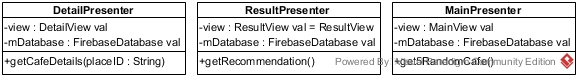 DetailPresenter
-view : DetailView val
-mDatabase : FirebaseDatabase val
+getCafeDetails(placeID : String)
ResultPresenter
-view : ResultView val = ResultView
-mDatabase : FirebaseDatabase val
+getRecommendation()
MainPresenter
-view : MainView val
-mDatabase : FirebaseDatabase val
+get5RandomCafe()
Powered By Visual Paradigm Community Edition